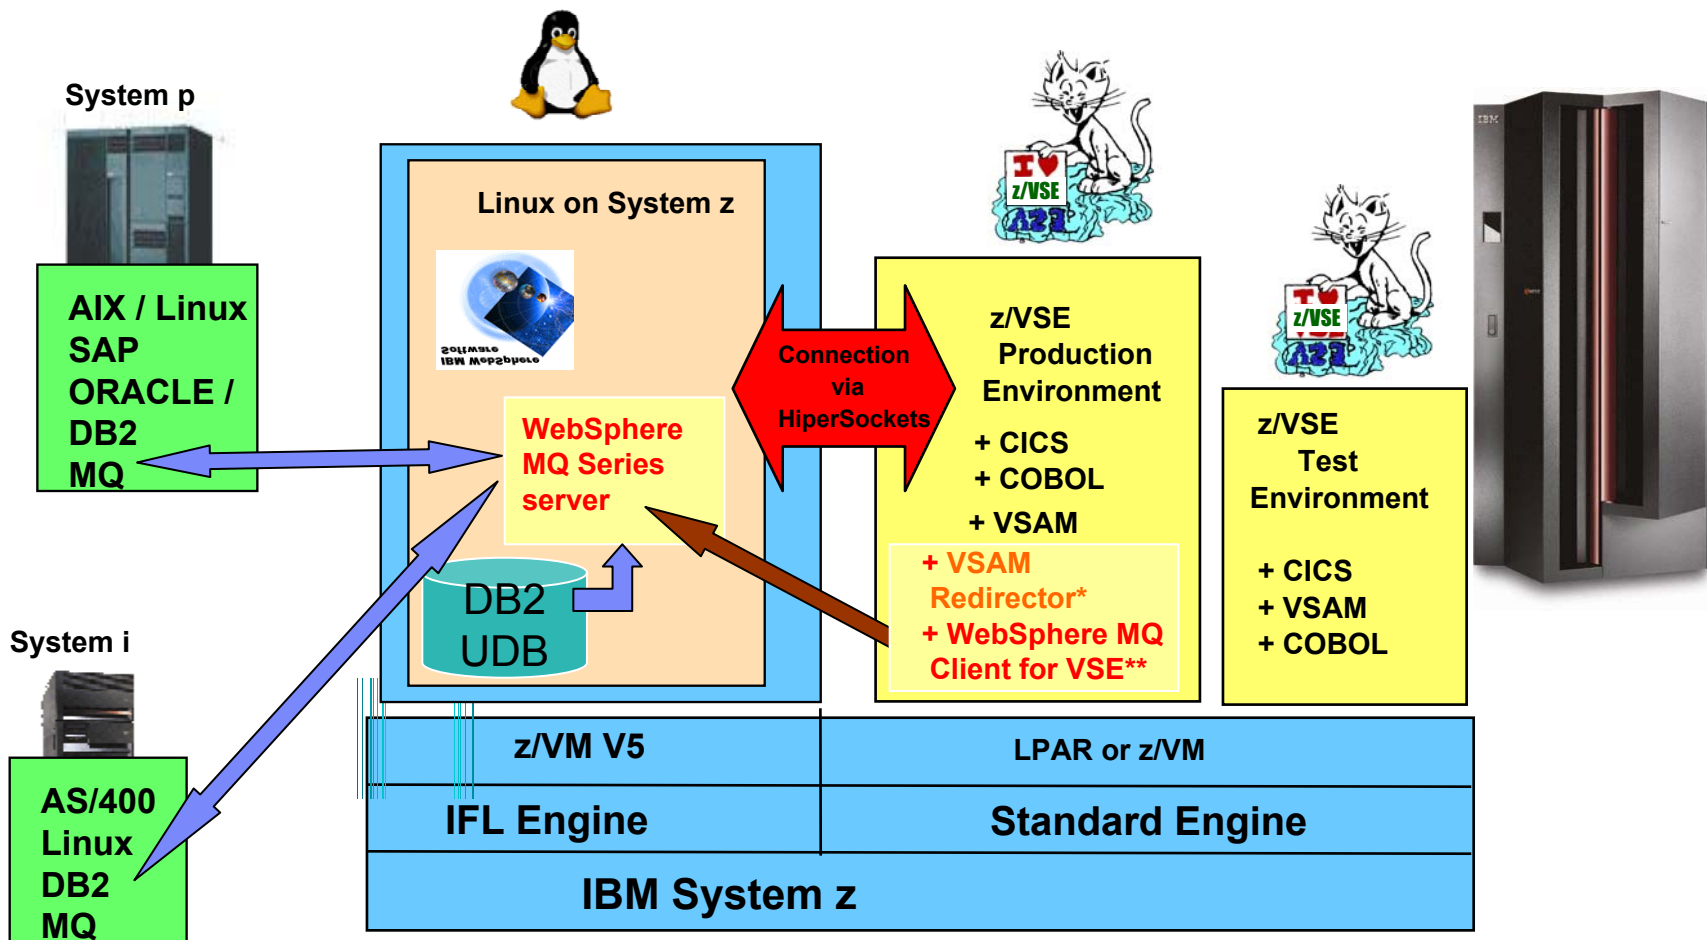 System p
AIX / Linux
SAP
ORACLE /
DB2
MQ
System i
AS/400
Linux
DB2
MQ
Linux on System z
Software
IBM WebSphere
WebSphere
MQ Series
server
DB2
UDB
Connection
via
HiperSockets
I ♥
z/VSE
z/VSE
Production
Environment
+ CICS
+ COBOL
+ VSAM
+ VSAM
Redirector*
+ WebSphere MQ
Client for VSE**
z/VSE
z/VSE
Test
Environment
+ CICS
+ VSAM
+ COBOL
IBM
z/VM V5
LPAR or z/VM
IFL Engine
Standard Engine
IBM System z